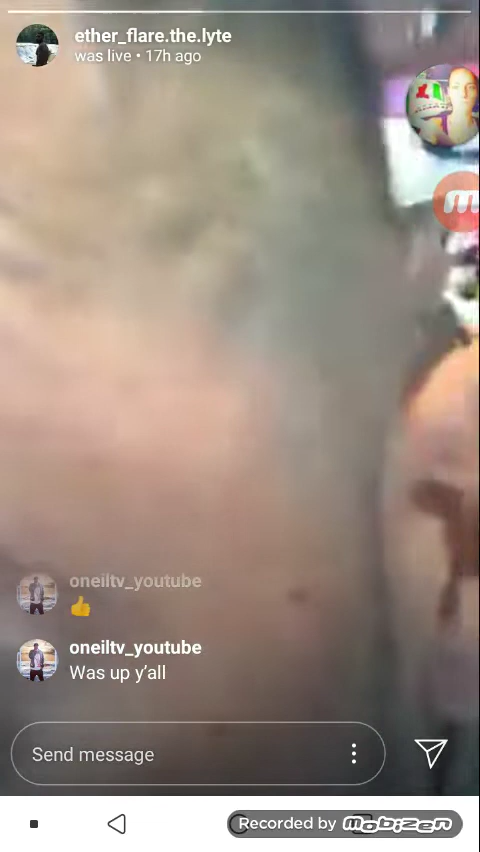 ether_flare.the.lyte
was live • 17h ago
oneiltv_youtube
👍
oneiltv_youtube
Was up y'all
Send message
Recorded by mobizen